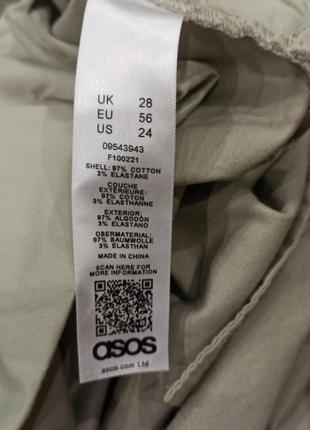 UK 28
EU 56
US 24
09543943
F100221
SHELL: 97% COTTON
3% ELASTANE
COUCHE
EXTÉRIEURE:
97% COTON
3% ÉLASTHANNE
EXTERIOR:
97% ALGODÓN
3% ELASTANO
OBERMATERIAL:
97% BAUMWOLLE
3% ELASTHAN
MADE IN CHINA
SCAN HERE FOR
MORE INFORMATION
asos
asos.com Ltd